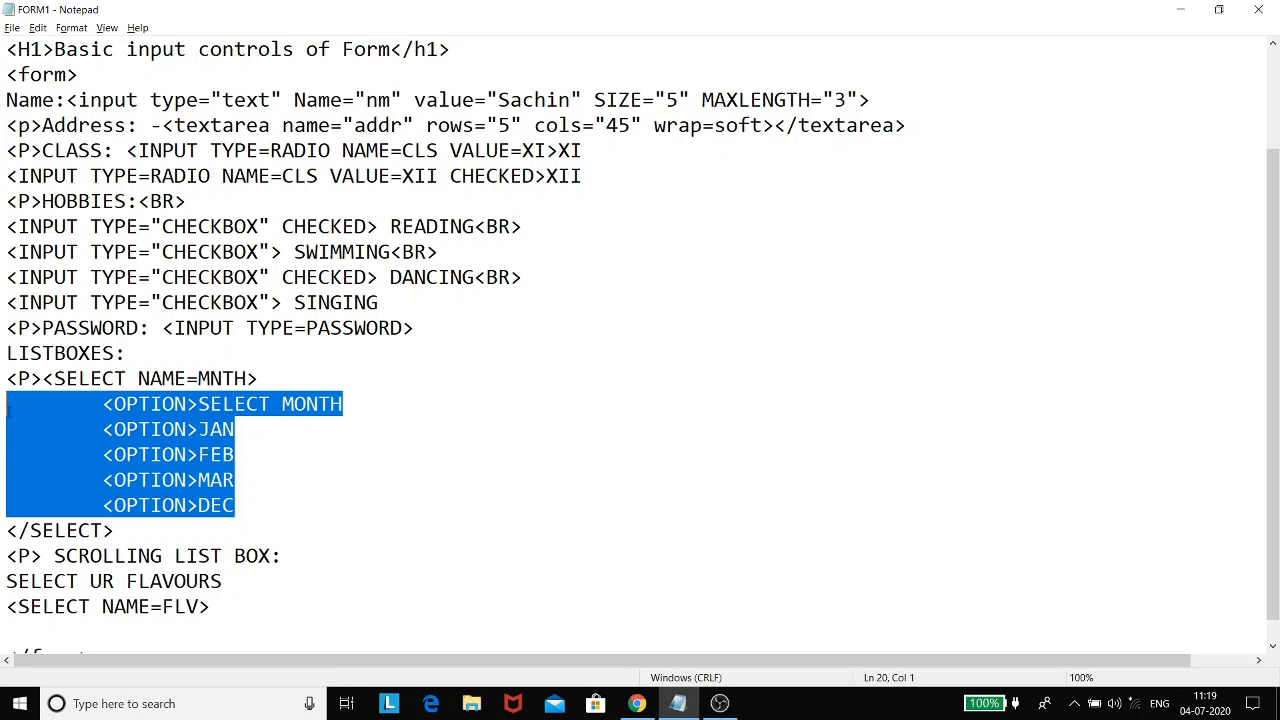 FORM1 - Notepad
File Edit Format View Help
<H1>Basic input controls of Form</h1>
<form>
Name:<input type="text" Name="nm" value="Sachin" SIZE="5" MAXLENGTH="3">
<p>Address: -<textarea name="addr" rows="5" cols="45" wrap=soft></textarea>
<P>CLASS: <INPUT TYPE=RADIO NAME=CLS VALUE=XI>XI
<INPUT TYPE=RADIO NAME=CLS VALUE=XII CHECKED>XII
<P>HOBBIES:<BR>
<INPUT TYPE="CHECKBOX" CHECKED> READING<BR>
<INPUT TYPE="CHECKBOX"> SWIMMING<BR>
<INPUT TYPE="CHECKBOX" CHECKED> DANCING<BR>
<INPUT TYPE="CHECKBOX"> SINGING
<P>PASSWORD: <INPUT TYPE=PASSWORD>
LISTBOXES:
<P><SELECT NAME=MNTH>
<OPTION>SELECT MONTH
<OPTION>JAN
<OPTION>FEB
<OPTION>MAR
<OPTION>DEC
</SELECT>
<P> SCROLLING LIST BOX:
SELECT UR FLAVOURS
<SELECT NAME=FLV>
Windows (CRLF) Ln 20, Col 1 100%
Type here to search
100%
ENG
11:19
04-07-2020